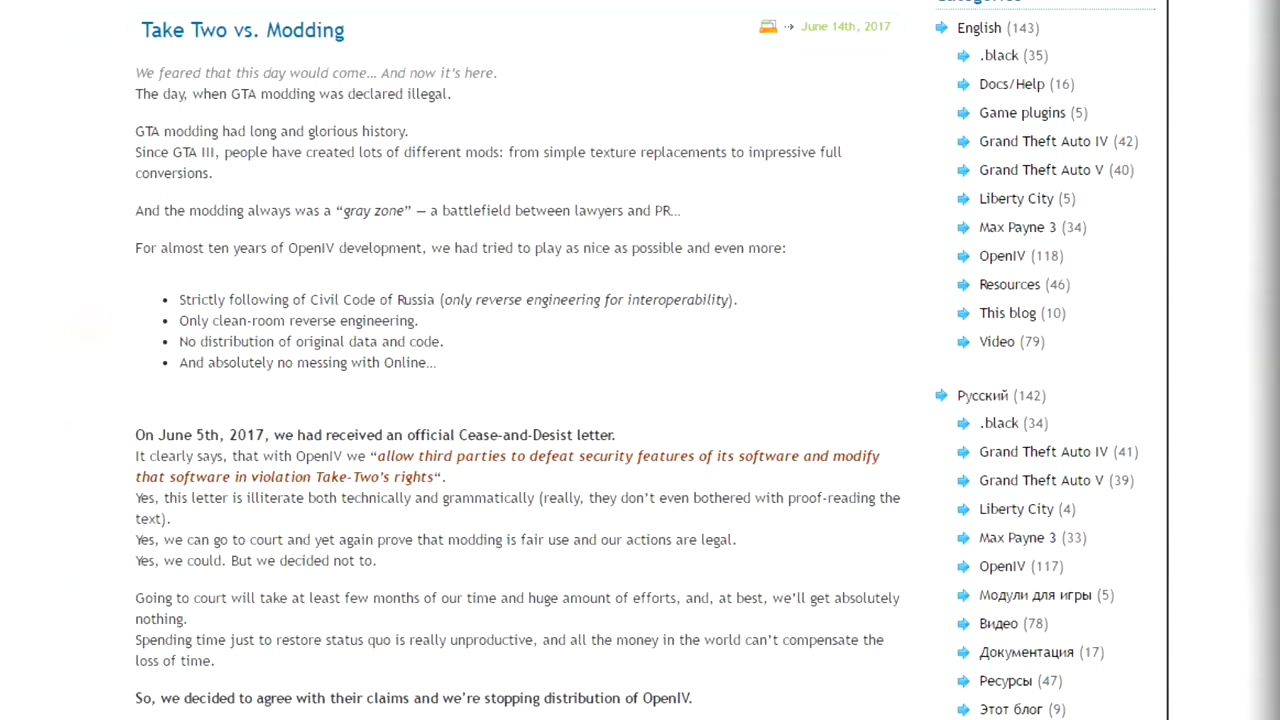 Take Two vs. Modding
June 14th, 2017
We feared that this day would come… And now it’s here.
The day, when GTA modding was declared illegal.
GTA modding had long and glorious history.
Since GTA III, people have created lots of different mods: from simple texture replacements to impressive full
conversions.
And the modding always was a “gray zone” — a battlefield between lawyers and PR…
For almost ten years of OpenIV development, we had tried to play as nice as possible and even more:
• Strictly following of Civil Code of Russia (only reverse engineering for interoperability).
• Only clean-room reverse engineering.
• No distribution of original data and code.
• And absolutely no messing with Online…
On June 5th, 2017, we had received an official Cease-and-Desist letter.
It clearly says, that with OpenIV we “allow third parties to defeat security features of its software and modify
that software in violation Take-Two’s rights“.
Yes, this letter is illiterate both technically and grammatically (really, they don’t even bothered with proof-reading the
text).
Yes, we can go to court and yet again prove that modding is fair use and our actions are legal.
Yes, we could. But we decided not to.
Going to court will take at least few months of our time and huge amount of efforts, and, at best, we’ll get absolutely
nothing.
Spending time just to restore status quo is really unproductive, and all the money in the world can’t compensate the
loss of time.
So, we decided to agree with their claims and we’re stopping distribution of OpenIV.
English (143)
.black (35)
Docs/Help (16)
Game plugins (5)
Grand Theft Auto IV (42)
Grand Theft Auto V (40)
Liberty City (5)
Max Payne 3 (34)
OpenIV (118)
Resources (46)
This blog (10)
Video (79)
Русский (142)
.black (34)
Grand Theft Auto IV (41)
Grand Theft Auto V (39)
Liberty City (4)
Max Payne 3 (33)
OpenIV (117)
Модули для игры (5)
Видео (78)
Документация (17)
Ресурсы (47)
Этот блог (9)